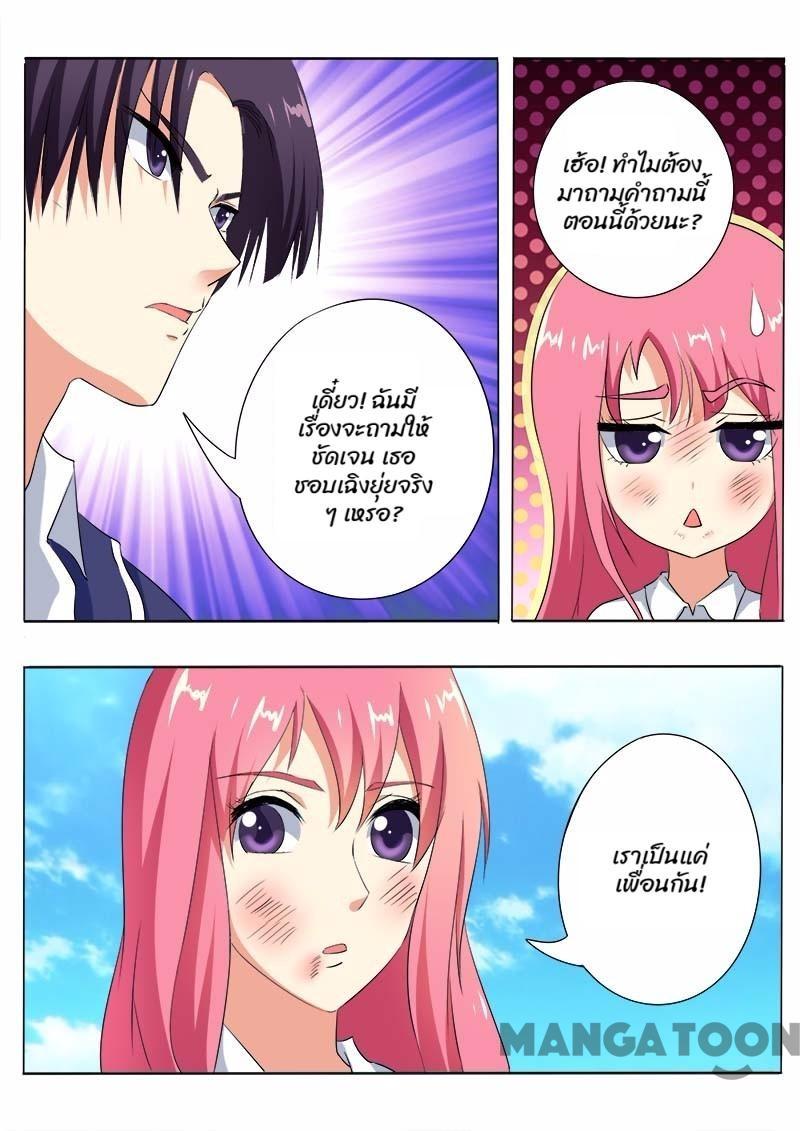 เดี๋ยว! ฉันมี
เรื่องจะถามให้
ชัดเจน เธอ
ชอบเฉิงยุ่ยจริง
ๆ เหรอ?
เฮ้อ! ทำไมต้อง
มาถามคำถามนี้
ตอนนี้ด้วยนะ?
เราเป็นแค่
เพื่อนกัน!
MANGATOON